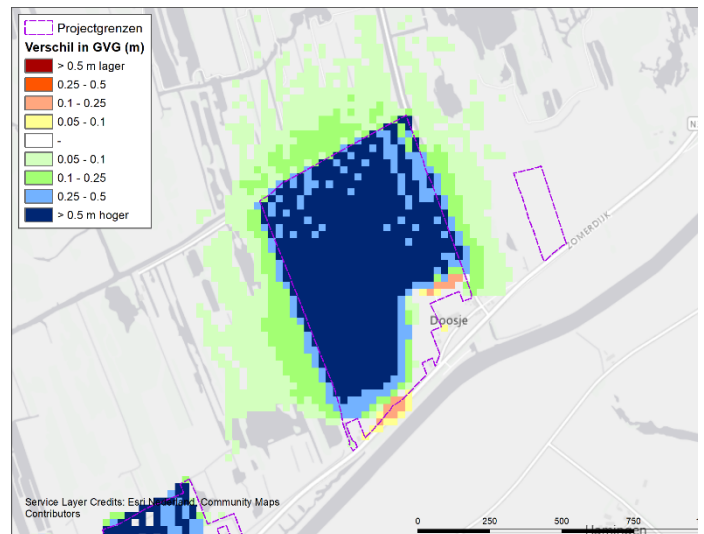 Projectgrenzen
Verschil in GVG (m)
> 0.5 m lager
0.25 - 0.5
0.1 - 0.25
0.05 - 0.1
-
0.05 - 0.1
0.1 - 0.25
0.25 - 0.5
> 0.5 m hoger
N
ZOMERDIJK
Doosje
Service Layer Credits: Esri Nederland, Community Maps
Contributors
0 250 500 750